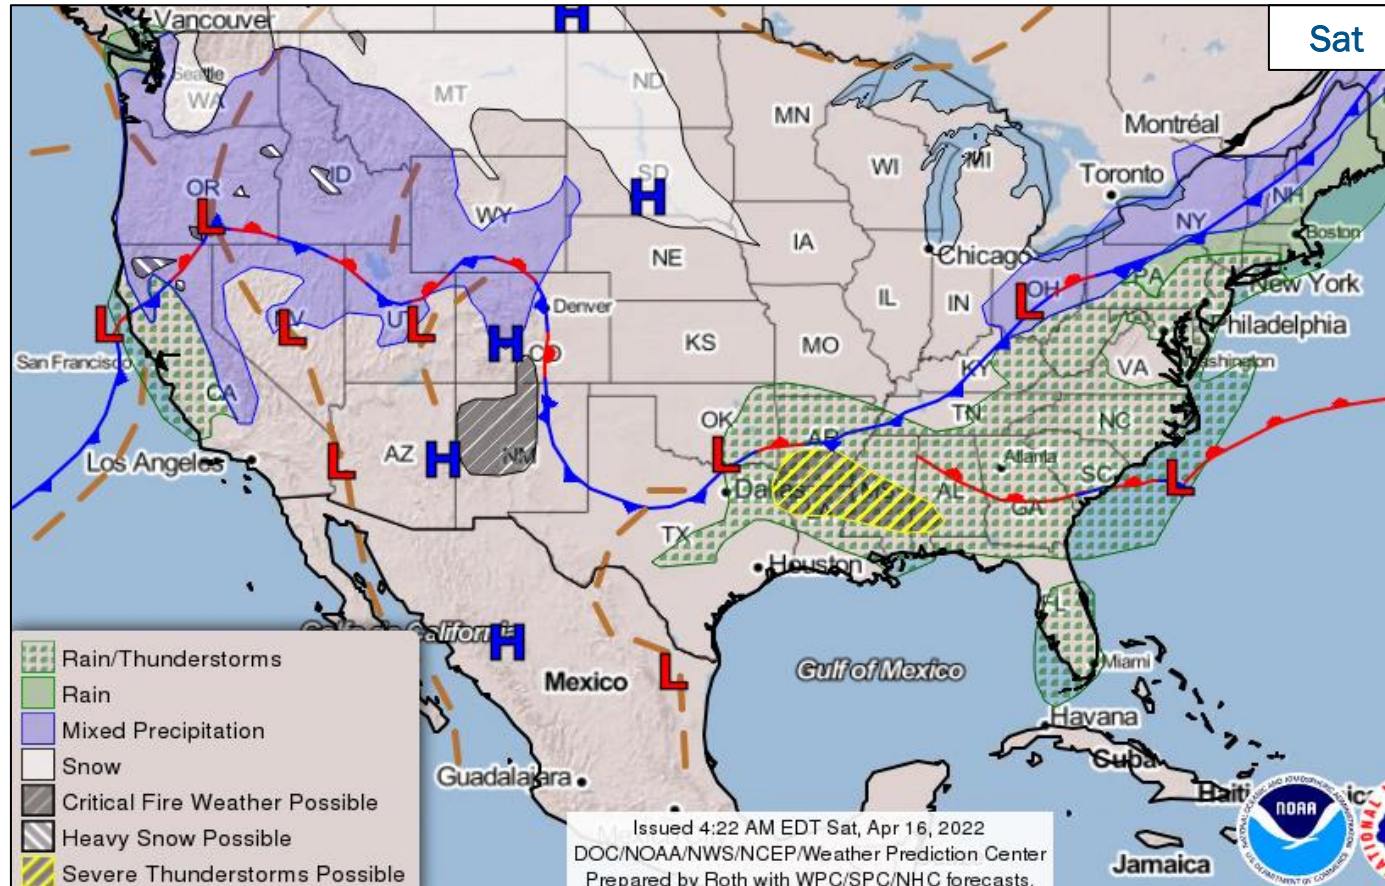 Sat
Vancouver
Seattle
WA
MT
ND
MN
Montréal
WI
MI
Toronto
OR
ID
SD
WY
NH
NY
Boston
H
H
L
NE
IA
Chicago
IL
IN
OH
PA
New York
L
L
L
L
L
NV
UT
H
CO
Denver
KS
MO
Philadelphia
San Francisco
CA
KY
VA
Washington
OK
TN
NC
AR
Los Angeles
L
AZ
H
NM
L
Atlanta
SC
L
Dallas
LA
MS
AL
GA
TX
Houston
Golfo de California
H
FL
Miami
Mexico
L
Gulf of Mexico
Havana
Cuba
Guadalajara
Jamaica
Rain/Thunderstorms
Rain
Mixed Precipitation
Snow
Critical Fire Weather Possible
Heavy Snow Possible
Severe Thunderstorms Possible
Issued 4:22 AM EDT Sat, Apr 16, 2022
DOC/NOAA/NWS/NCEP/Weather Prediction Center
Prepared by Roth with WPC/SPC/NHC forecasts.
NOAA